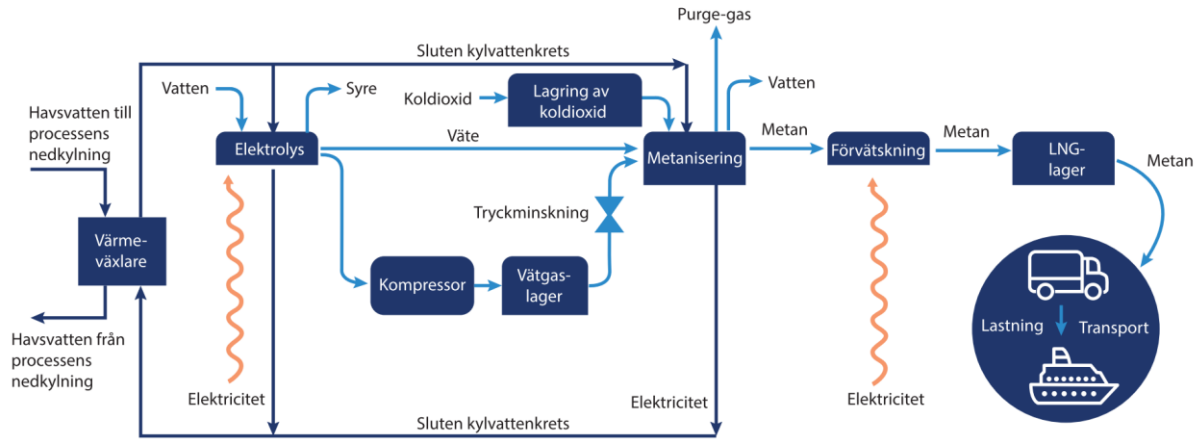 Purge-gas
Sluten kylvattenkrets
Vatten
Syre
Koldioxid
Lagring av
koldioxid
Vatten
Havsvatten till
processens
nedkylning
Elektrolys
Väte
Metanisering
Metan
Förvätskning
Metan
LNG-
lager
Metan
Tryckminskning
Värme-
växlare
Kompressor
Vätgas-
lager
Lastning
Transport
Havsvatten från
processens
nedkylning
Elektricitet
Elektricitet
Elektricitet
Sluten kylvattenkrets